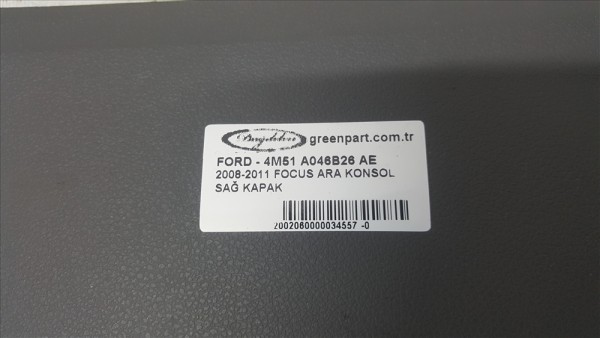 greenpart.com.tr
FORD - 4M51 A046B26 AE
2008-2011 FOCUS ARA KONSOL
SAĞ KAPAK
2002060000034557 -0